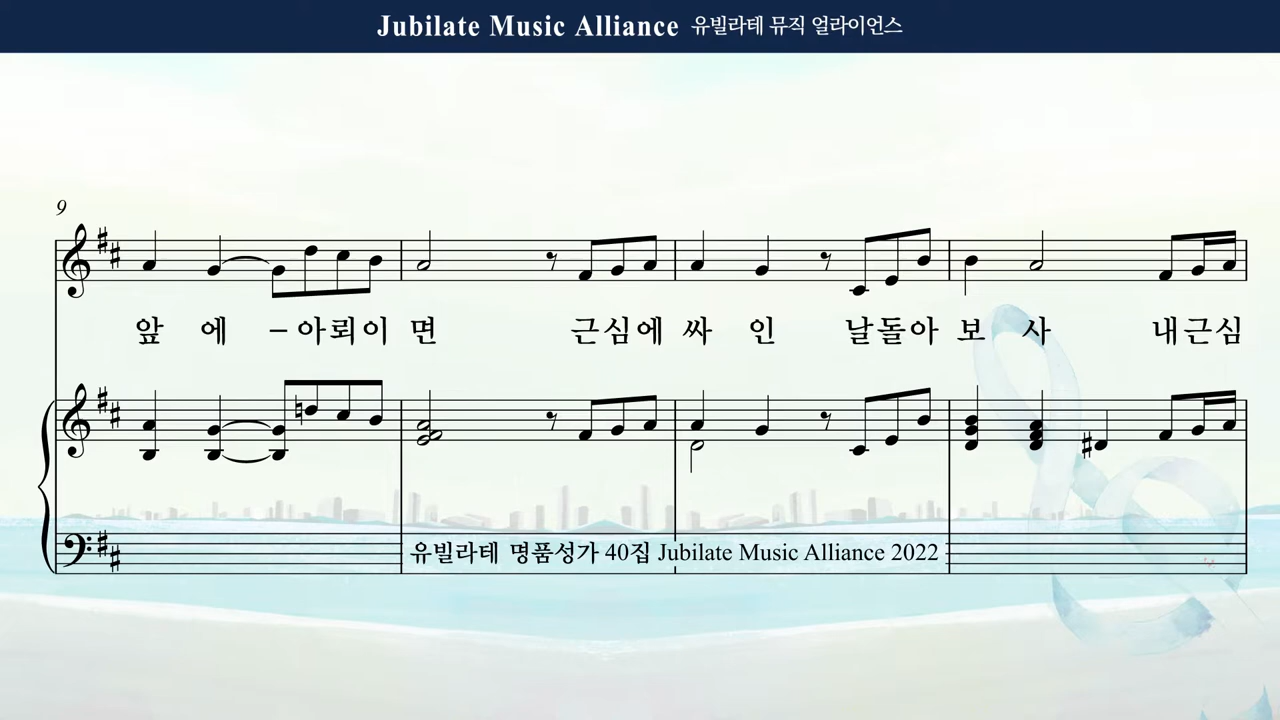 Jubilate Music Alliance 유빌라테 뮤직 얼라이언스
9
앞 에 – 아 뢰 이 면 근 심 에 싸 인 날 돌 아 보 사 내 근 심
유빌라테 명품성가 40집 Jubilate Music Alliance 2022